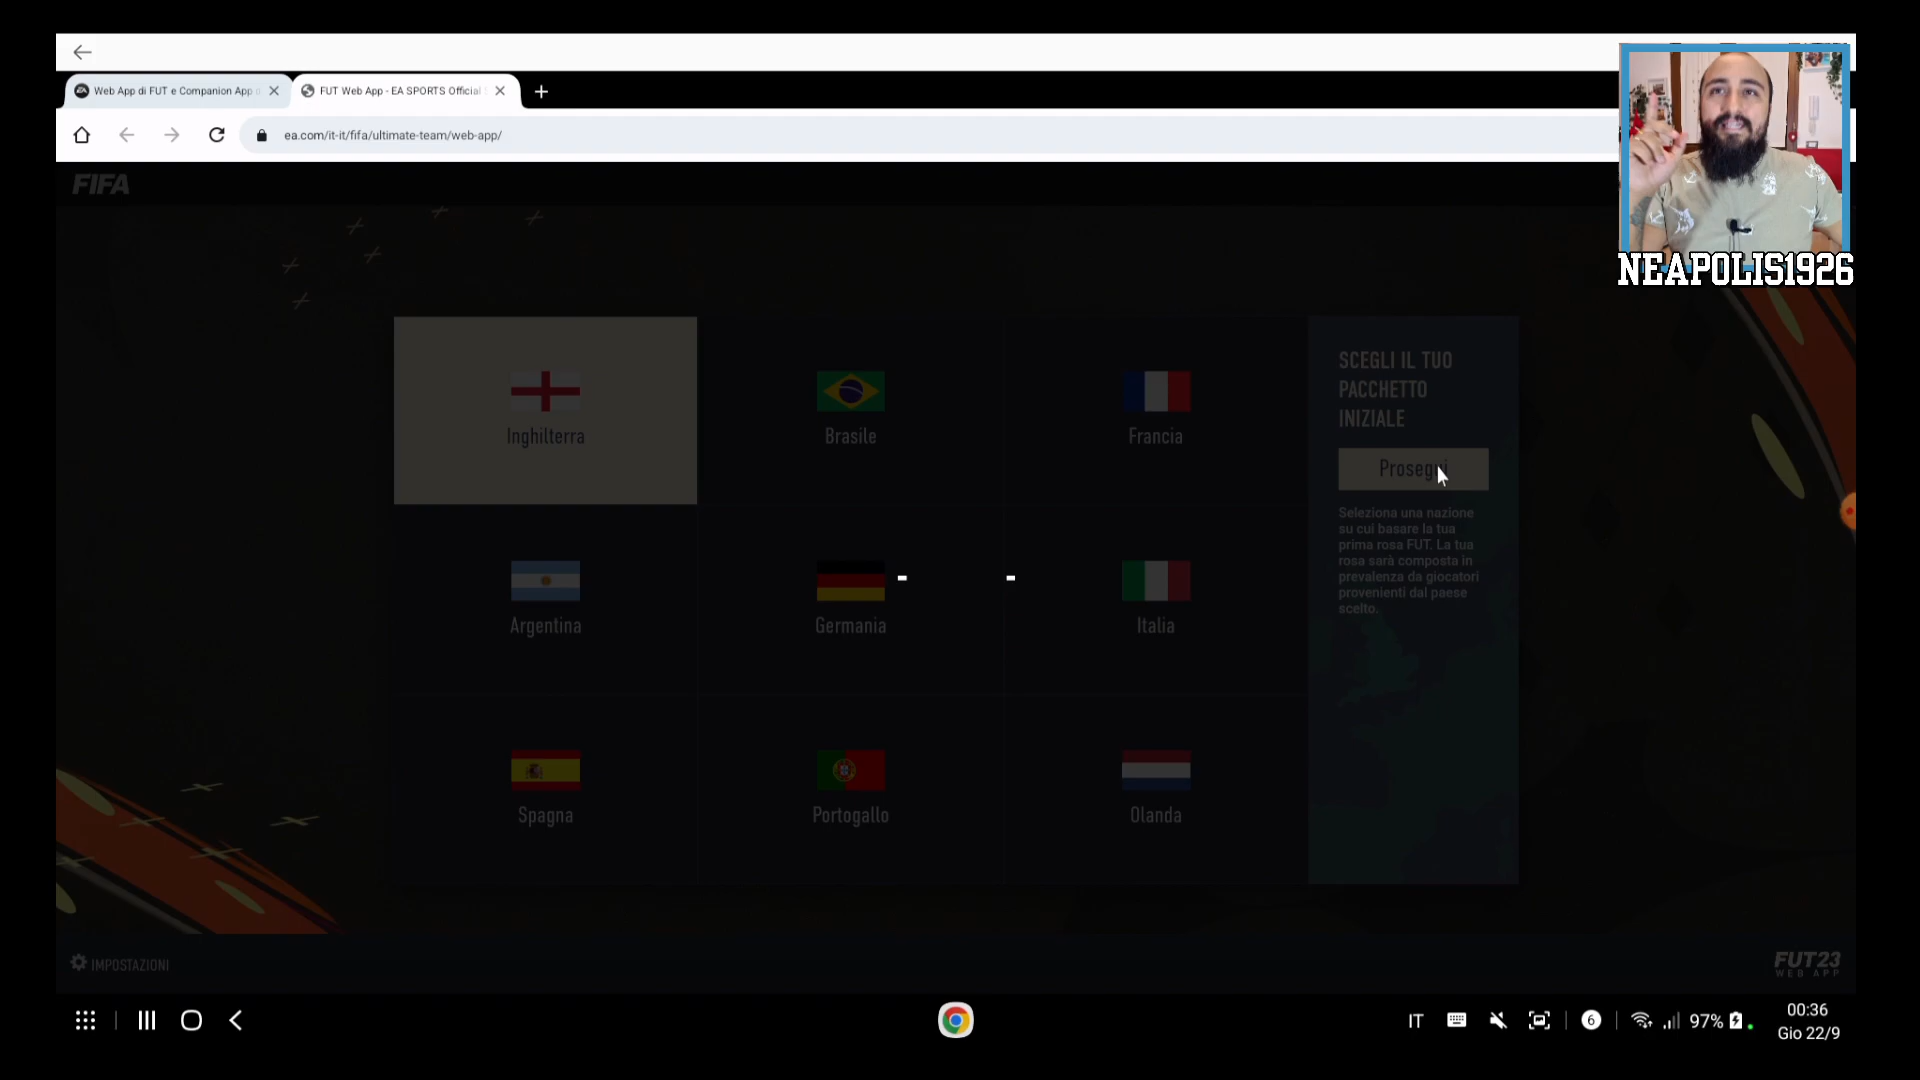 Web App di FUT e Companion App
FUT Web App - EA SPORTS Official
ea.com/it-it/fifa/ultimate-team/web-app/
NEAPOLIS1926
FIFA
Inghilterra
Brasile
Francia
SCEGLI IL TUO
PACCHETTO
INIZIALE
Prosegui
Seleziona una nazione
su cui basare la tua
prima rosa FUT. La tua
rosa sarà composta in
prevalenza da giocatori
provenienti dal paese
scelto.
Argentina
Germania
Italia
Spagna
Portogallo
Olanda
IMPOSTAZIONI
FUT23
WEB APP
IT
6
97%
00:36
Gio 22/9